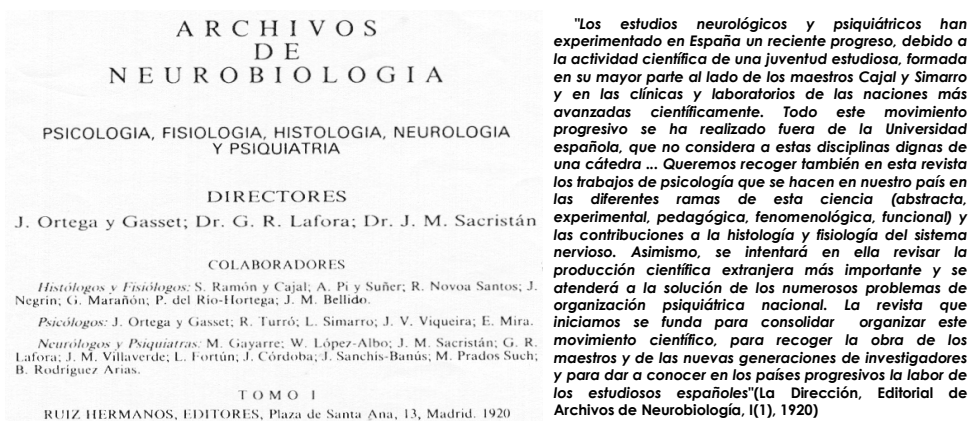 ARCHIVOS
DE
NEUROBIOLOGIA
PSICOLOGIA, FISIOLOGIA, HISTOLOGIA, NEUROLOGIA
Y PSIQUIATRIA
DIRECTORES
J. Ortega y Gasset; Dr. G. R. Lafora; Dr. J. M. Sacristán
COLABORADORES
Histólogos y Fisiólogos: S. Ramón y Cajal; A. Pi y Suñer; R. Novoa Santos; J.
Negrin; G. Marañón; P. del Rio-Hortega; J. M. Bellido.
Psicólogos: J. Ortega y Gasset; R. Turró; L. Simarro; J. V. Viqueira; E. Mira.
Neurólogos y Psiquiatras: M. Gayarre; W. López-Albo; J. M. Sacristán; G. R.
Lafora; J. M. Villaverde; L. Fortún; J. Córdoba; J. Sanchis-Banús; M. Prados Such;
B. Rodriguez Arias.
TOMO I
RUIZ HERMANOS, EDITORES, Plaza de Santa Ana, 13, Madrid. 1920
"Los estudios neurológicos y psiquiátricos han
experimentado en España un reciente progreso, debido a
la actividad científica de una juventud estudiosa, formada
en su mayor parte al lado de los maestros Cajal y Simarro
y en las clínicas y laboratorios de las naciones más
avanzadas científicamente. Todo este movimiento
progresivo se ha realizado fuera de la Universidad
española, que no considera a estas disciplinas dignas de
una cátedra ... Queremos recoger también en esta revista
los trabajos de psicología que se hacen en nuestro país en
las diferentes ramas de esta ciencia (abstracta,
experimental, pedagógica, fenomenológica, funcional) y
las contribuciones a la histología y fisiología del sistema
nervioso. Asimismo, se intentará en ella revisar la
producción científica extranjera más importante y se
atenderá a la solución de los numerosos problemas de
organización psiquiátrica nacional. La revista que
iniciamos se funda para consolidar organizar este
movimiento científico, para recoger la obra de los
maestros y de las nuevas generaciones de investigadores
y para dar a conocer en los países progresivos la labor de
los estudiosos españoles"(La Dirección, Editorial de
Archivos de Neurobiología, I(1), 1920)